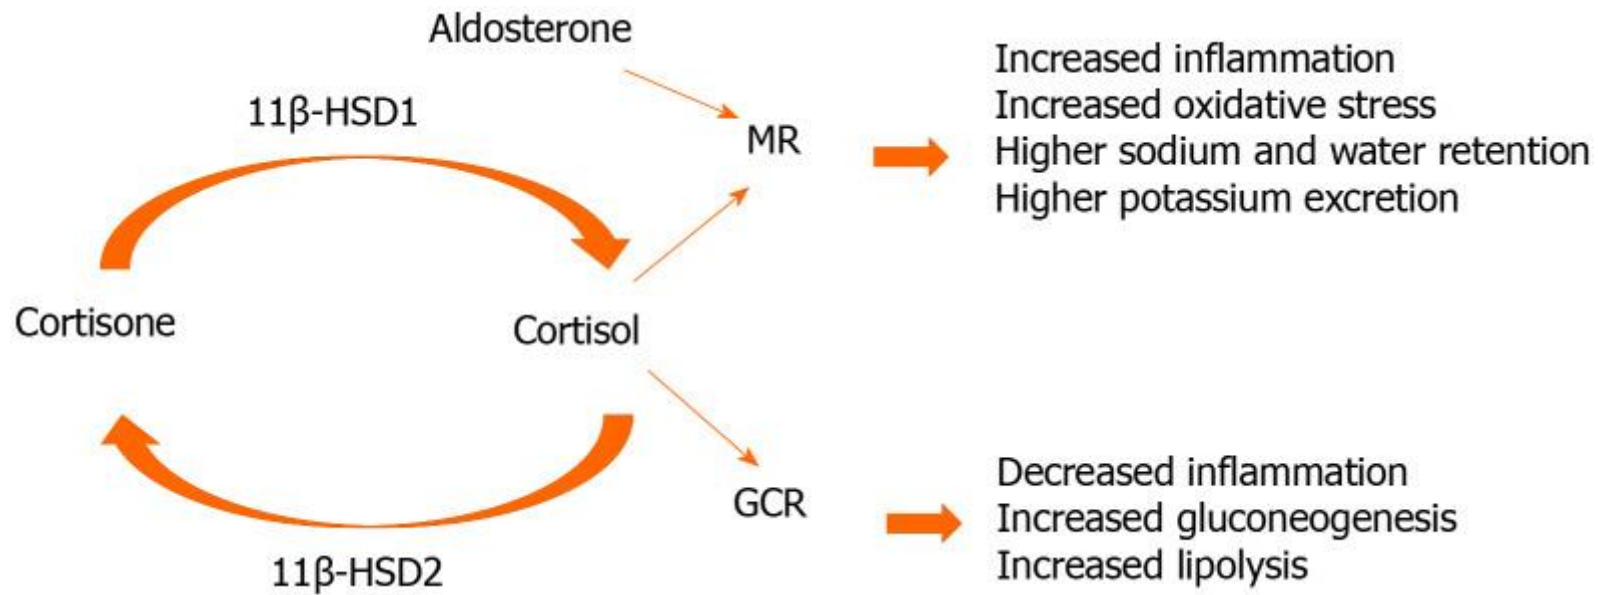 Aldosterone
11β-HSD1
MR
Increased inflammation
Increased oxidative stress
Higher sodium and water retention
Higher potassium excretion
Cortisone
Cortisol
GCR
Decreased inflammation
Increased gluconeogenesis
Increased lipolysis
11β-HSD2